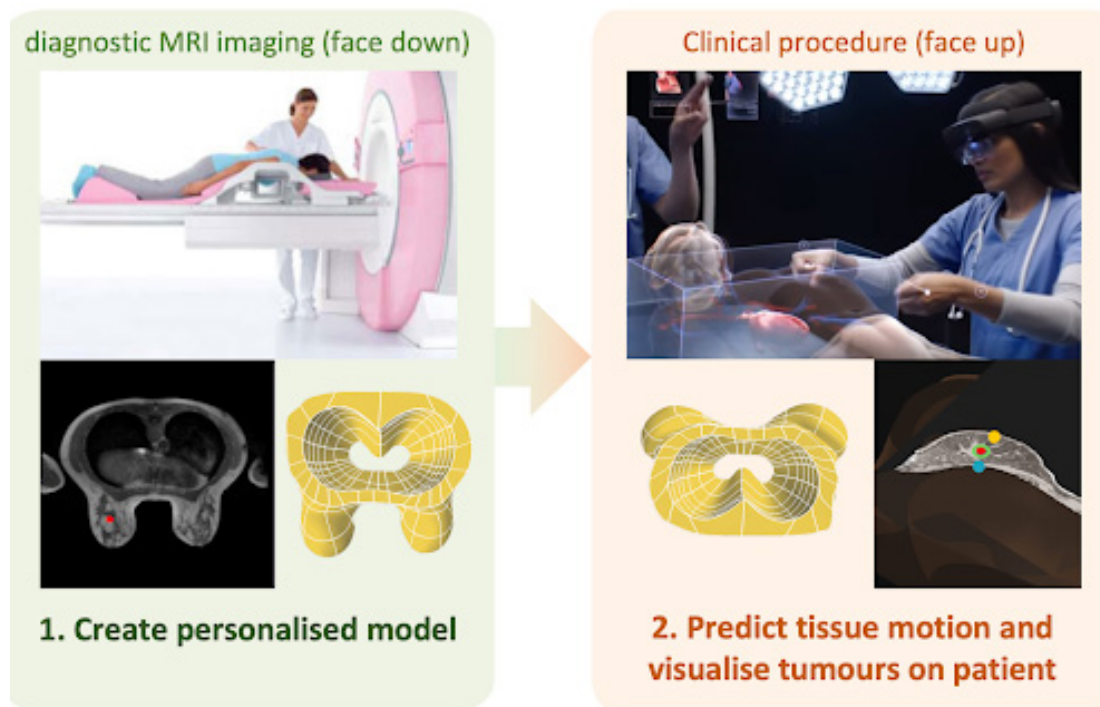 diagnostic MRI imaging (face down)
1. Create personalised model
Clinical procedure (face up)
2. Predict tissue motion and
visualise tumours on patient